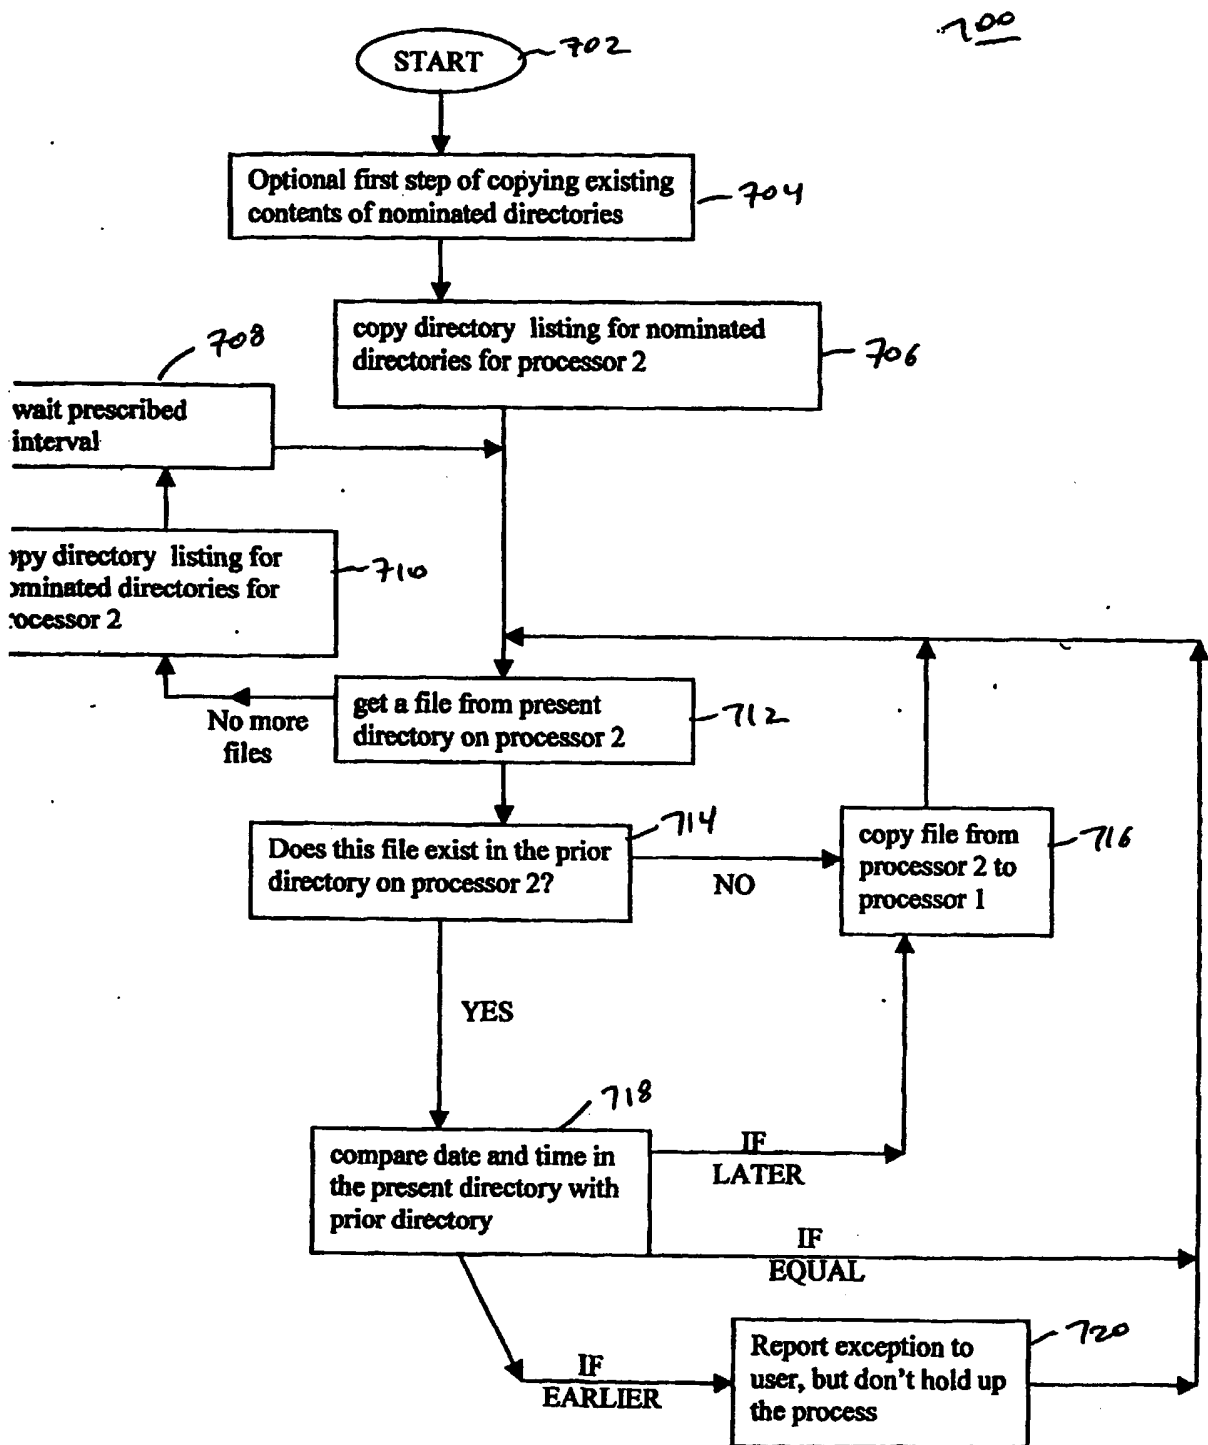 700
START
702
Optional first step of copying existing
contents of nominated directories
704
copy directory listing for nominated
directories for processor 2
706
708
wait prescribed
interval
opy directory listing for
ominated directories for
rocessor 2
710
No more
files
get a file from present
directory on processor 2
712
Does this file exist in the prior
directory on processor 2?
714
NO
copy file from
processor 2 to
processor 1
716
YES
718
compare date and time in
the present directory with
prior directory
IF
LATER
IF
EQUAL
IF
EARLIER
Report exception to
user, but don't hold up
the process
720